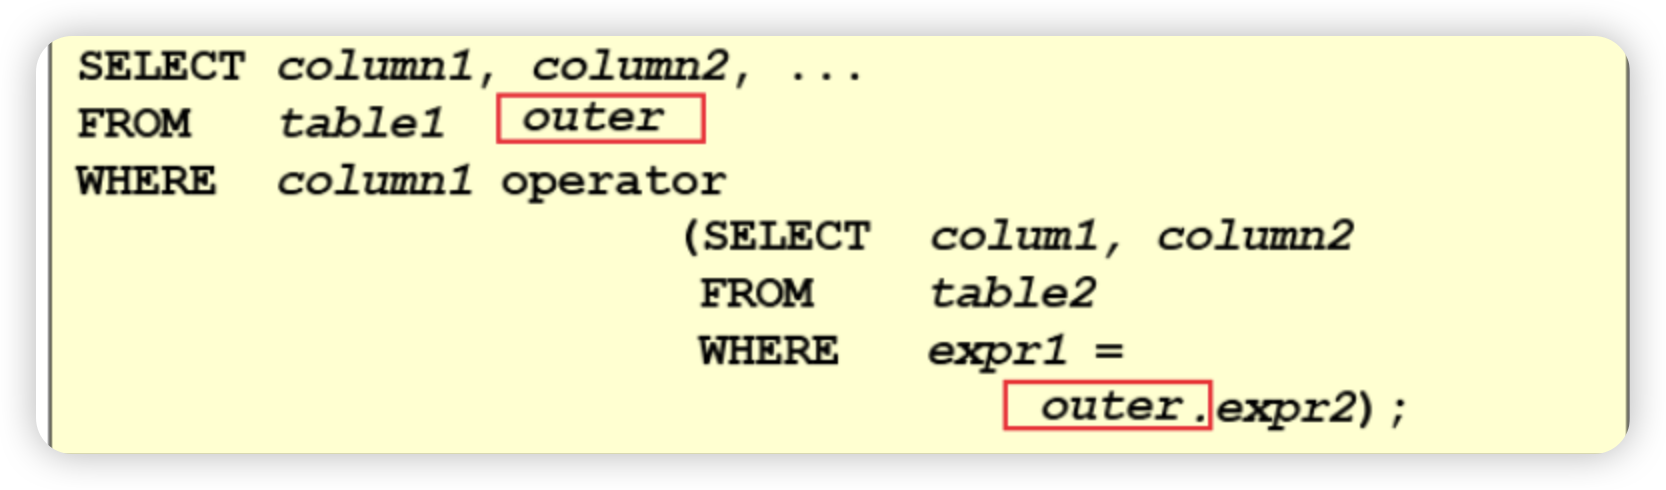 SELECT column1, column2, ...
FROM table1 outer
WHERE column1 operator
(SELECT colum1, column2
FROM table2
WHERE expr1 =
outer.expr2);